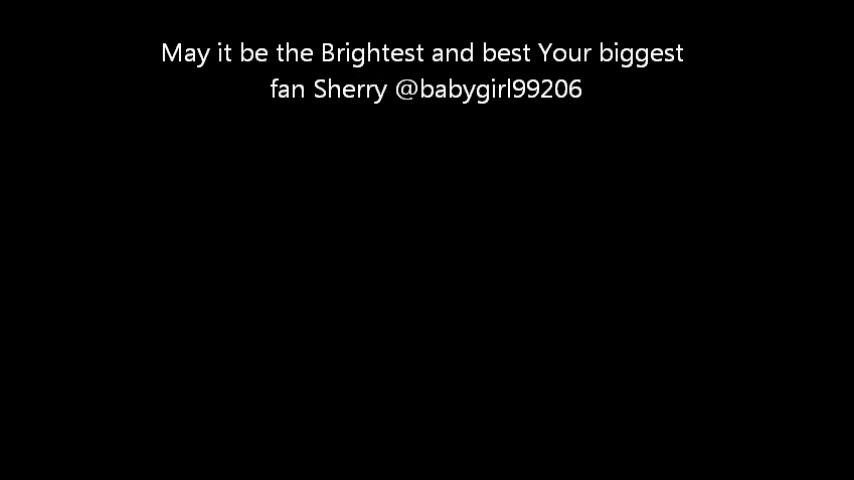 May it be the Brightest and best Your biggest
fan Sherry @babygirl99206